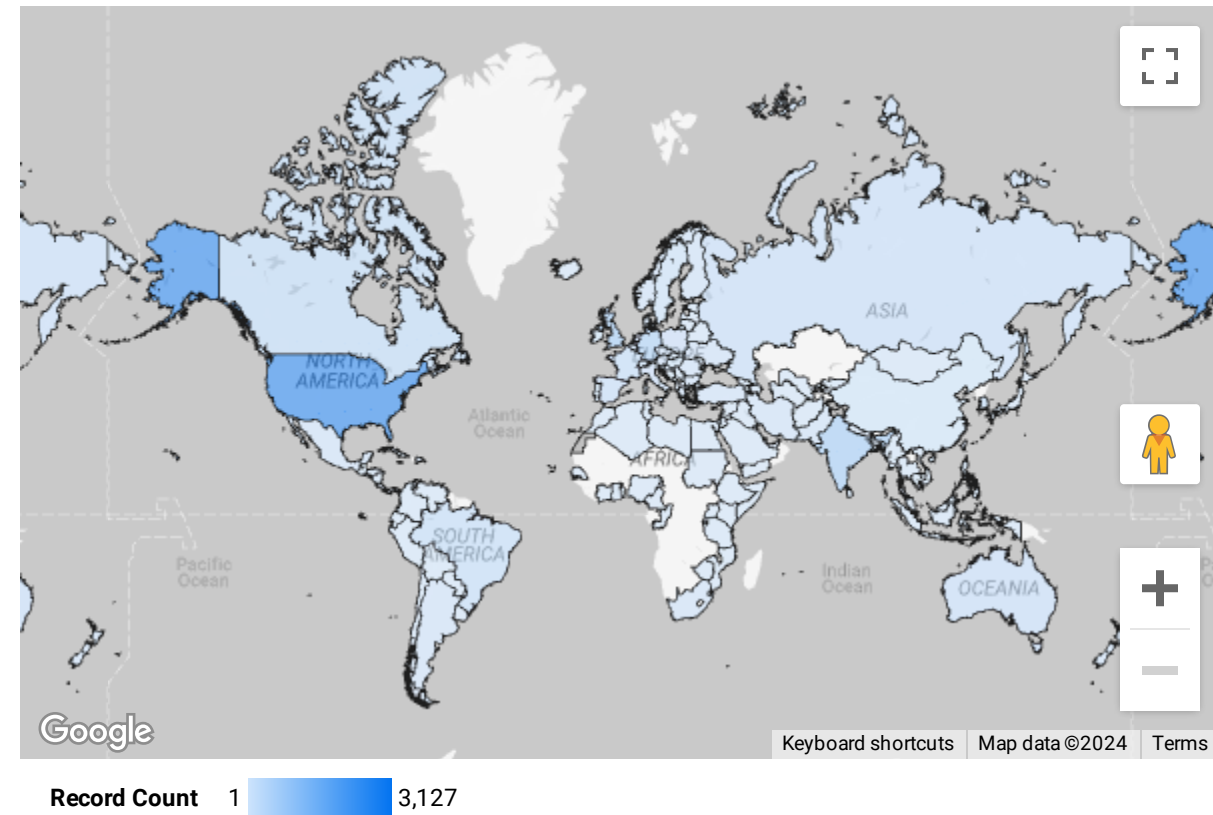 ASIA
NORTH
AMERICA
EUROPE
Atlantic
Ocean
AFRICA
SOUTH
AMERICA
Pacific
Ocean
Indian
Ocean
OCEANIA
Google
Keyboard shortcuts
Map data ©2024
Terms
Record Count 1 3,127